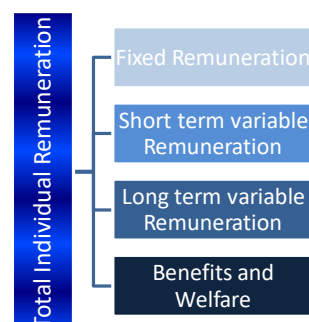 Total Individual Remuneration
Fixed Remuneration
Short term variable
Remuneration
Long term variable
Remuneration
Benefits and
Welfare